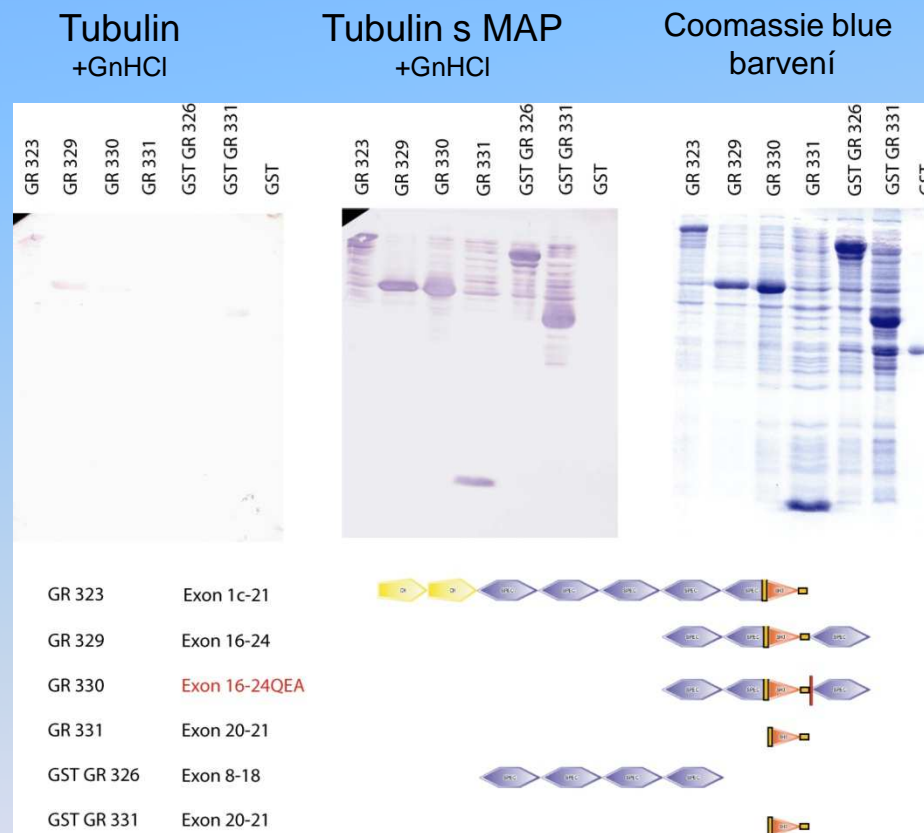 Tubulin
+GnHCl
Tubulin s MAP
+GnHCl
Coomassie blue
barvení
GR 323
GR 329
GR 330
GR 331
GST GR 326
GST GR 331
GST
GR 323
GR 329
GR 330
GR 331
GST GR 326
GST GR 331
GST
GR 323
GR 329
GR 330
GR 331
GST GR 326
GST GR 331
GST
GR 323 Exon 1c-21
GR 329 Exon 16-24
GR 330 Exon 16-24QEA
GR 331 Exon 20-21
GST GR 326 Exon 8-18
GST GR 331 Exon 20-21